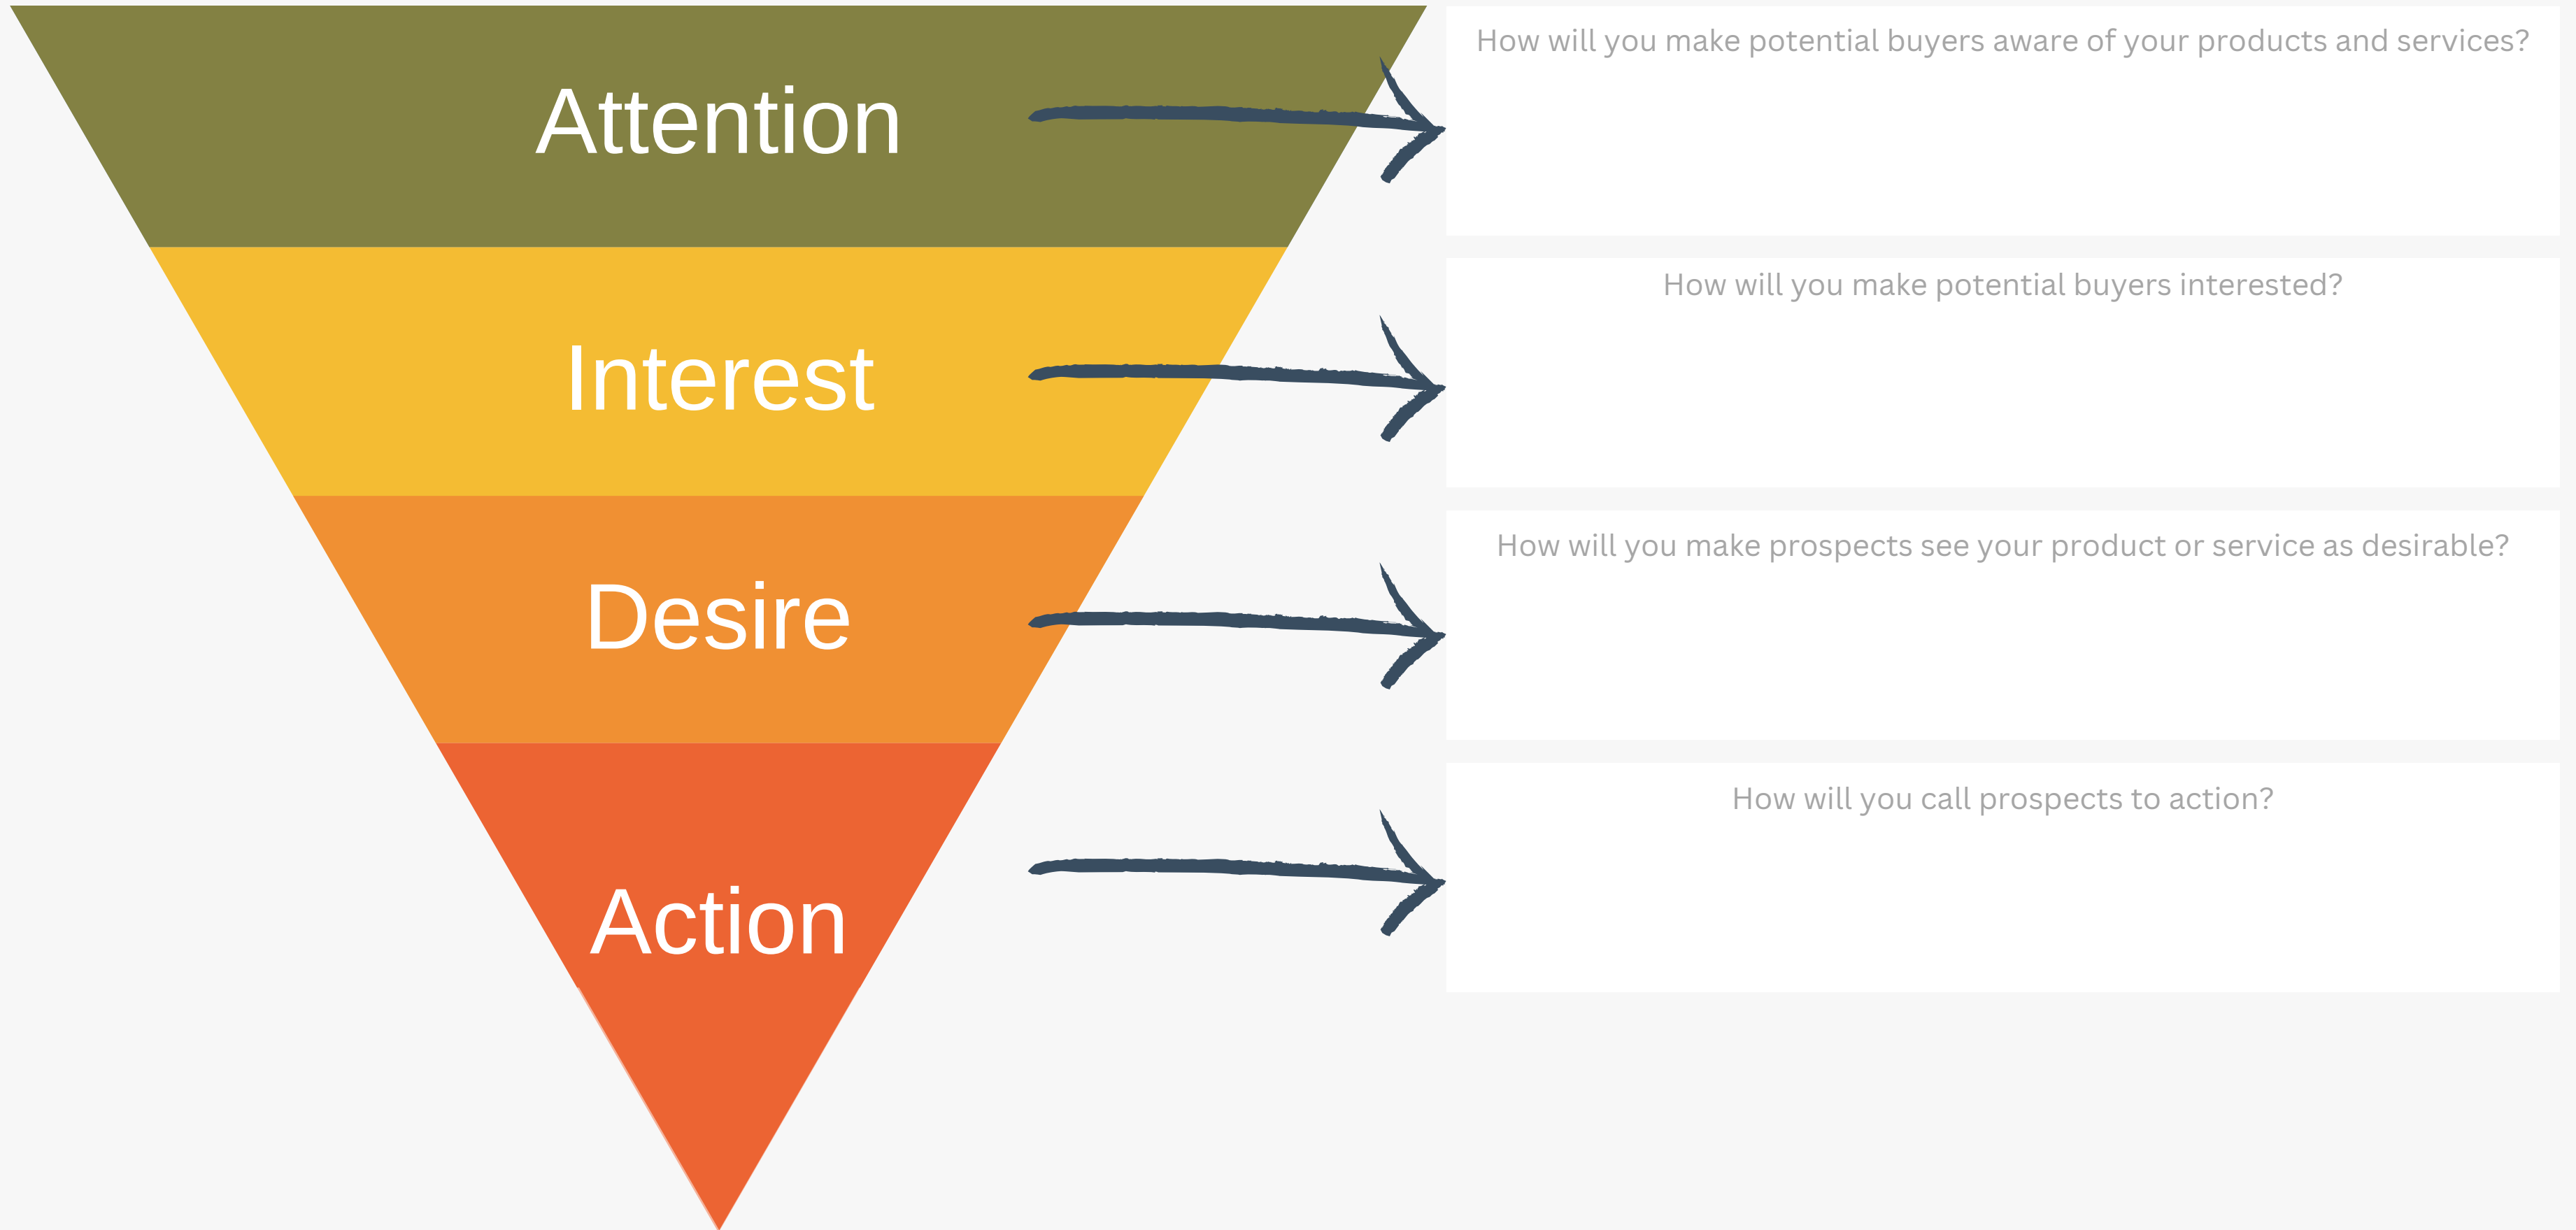 Attention
How will you make potential buyers aware of your products and services?
Interest
How will you make potential buyers interested?
Desire
How will you make prospects see your product or service as desirable?
Action
How will you call prospects to action?